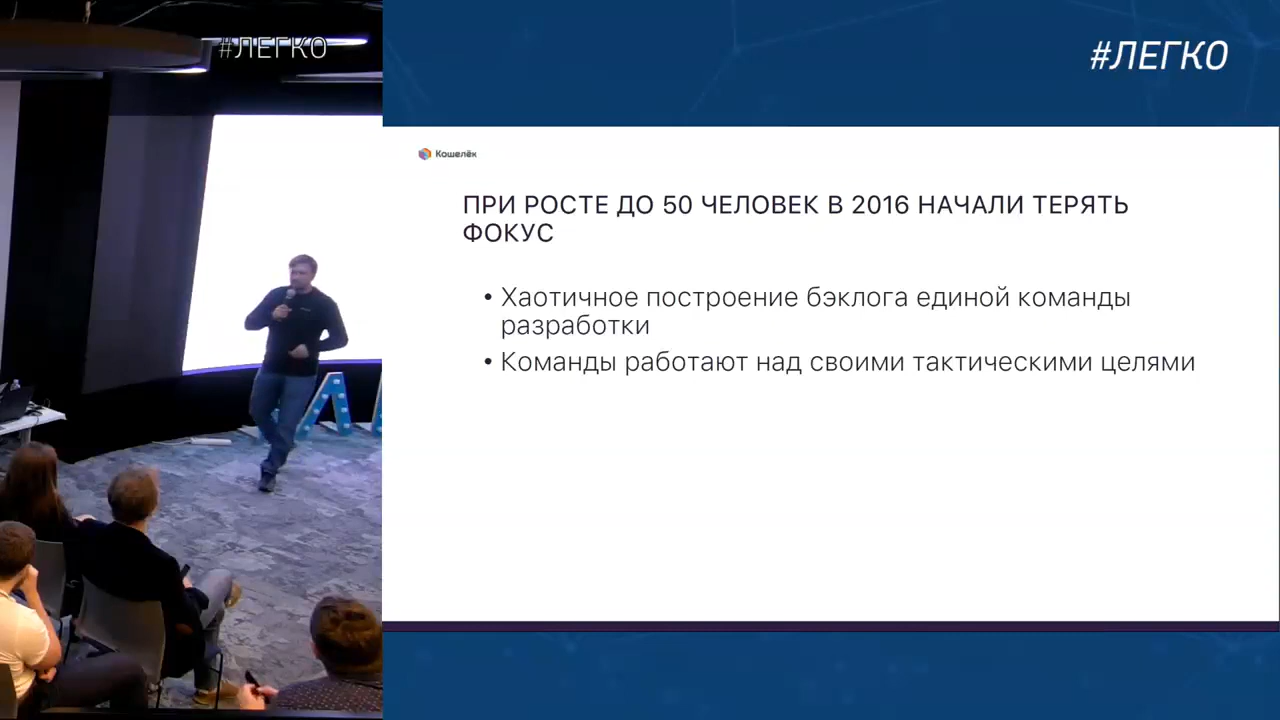 #ЛЕГКО
#ЛЕГКО
Кошелёк
ПРИ РОСТЕ ДО 50 ЧЕЛОВЕК В 2016 НАЧАЛИ ТЕРЯТЬ
ФОКУС
• Хаотичное построение бэклога единой команды
разработки
• Команды работают над своими тактическими целями